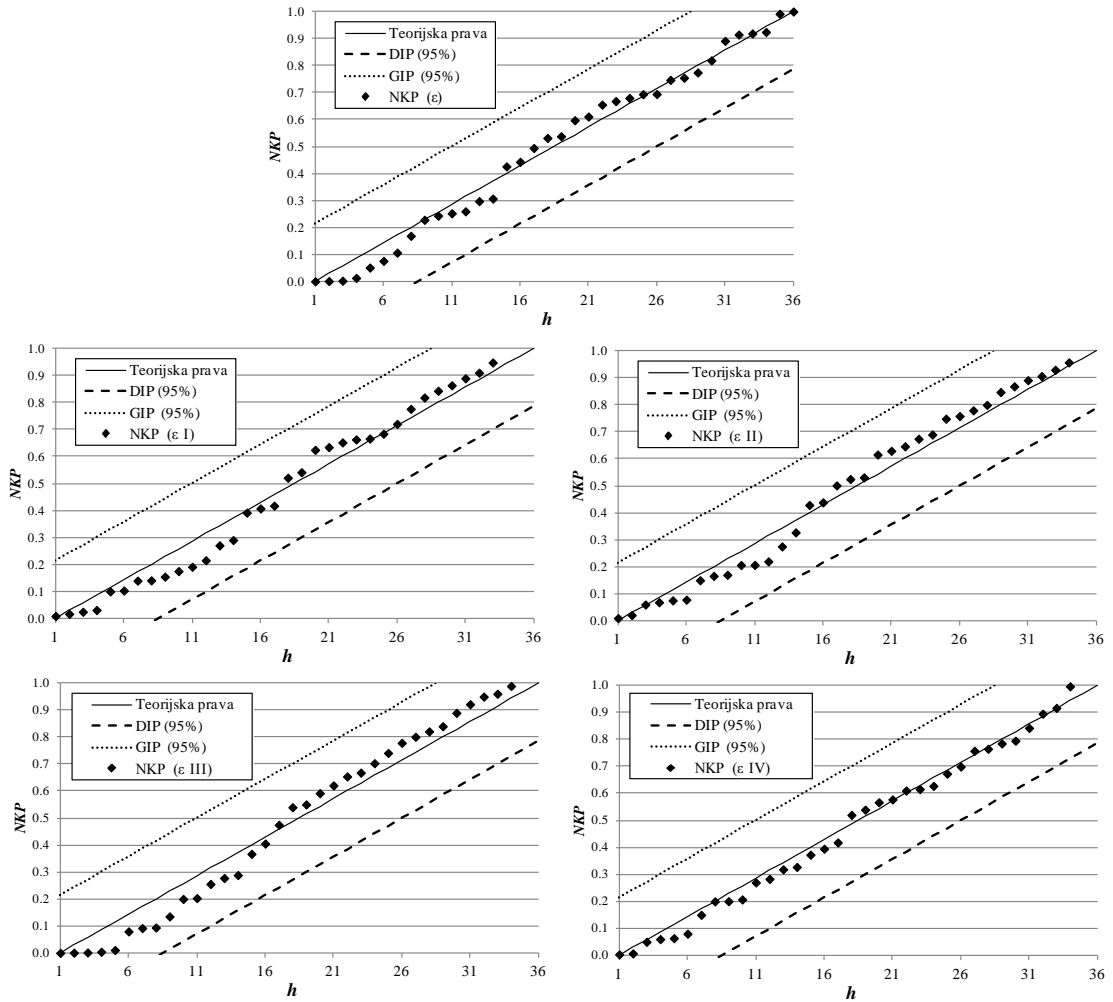 1.0
0.9
0.8
0.7
0.6
0.5
0.4
0.3
0.2
0.1
0.0
NKP
Teorijska prava
DIP (95%)
GIP (95%)
NKP (ε)
1 6 11 16 21 26 31 36
h
1.0
0.9
0.8
0.7
0.6
0.5
0.4
0.3
0.2
0.1
0.0
NKP
Teorijska prava
DIP (95%)
GIP (95%)
NKP (ε I)
1 6 11 16 21 26 31 36
h
1.0
0.9
0.8
0.7
0.6
0.5
0.4
0.3
0.2
0.1
0.0
NKP
Teorijska prava
DIP (95%)
GIP (95%)
NKP (ε II)
1 6 11 16 21 26 31 36
h
1.0
0.9
0.8
0.7
0.6
0.5
0.4
0.3
0.2
0.1
0.0
NKP
Teorijska prava
DIP (95%)
GIP (95%)
NKP (ε III)
1 6 11 16 21 26 31 36
h
1.0
0.9
0.8
0.7
0.6
0.5
0.4
0.3
0.2
0.1
0.0
NKP
Teorijska prava
DIP (95%)
GIP (95%)
NKP (ε IV)
1 6 11 16 21 26 31 36
h